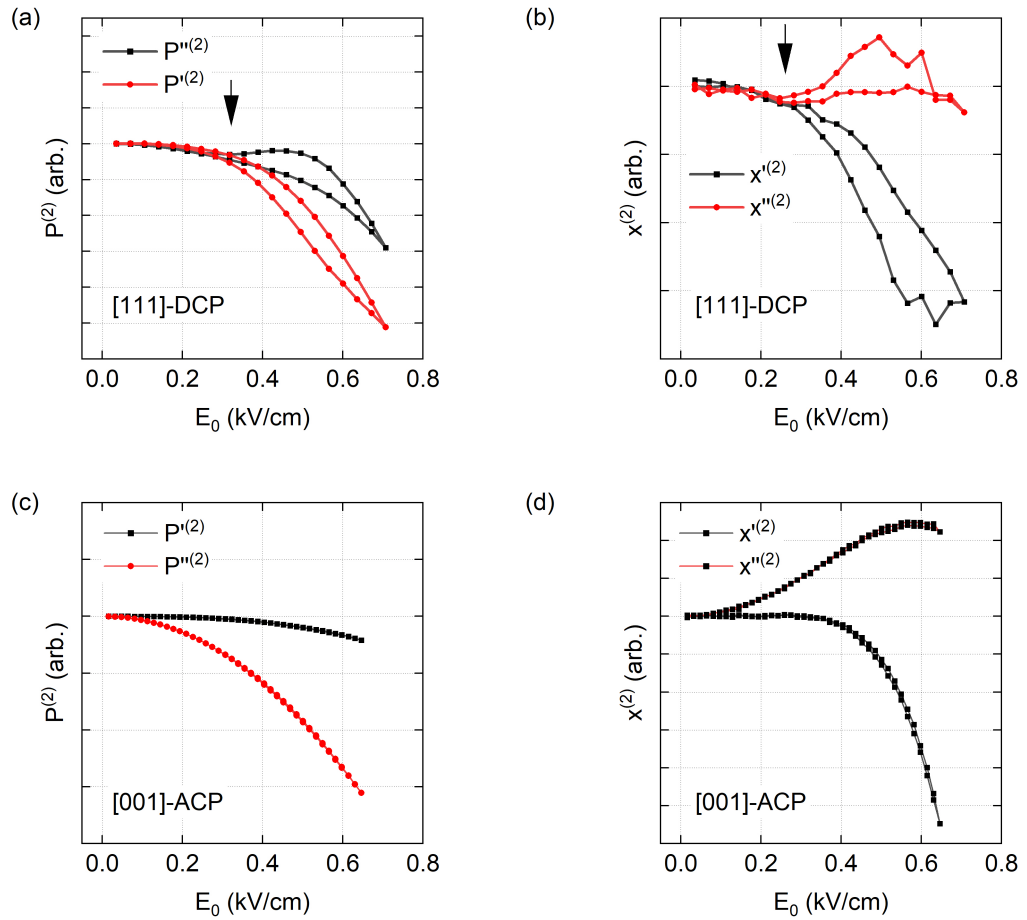 (a)
P''(2)
P'(2)
P(2) (arb.)
[111]-DCP
0.0 0.2 0.4 0.6 0.8
E0 (kV/cm)
(b)
x(2) (arb.)
x'(2)
x''(2)
[111]-DCP
0.0 0.2 0.4 0.6 0.8
E0 (kV/cm)
(c)
P'(2)
P''(2)
P(2) (arb.)
[001]-ACP
0.0 0.2 0.4 0.6 0.8
E0 (kV/cm)
(d)
x'(2)
x''(2)
x(2) (arb.)
[001]-ACP
0.0 0.2 0.4 0.6 0.8
E0 (kV/cm)